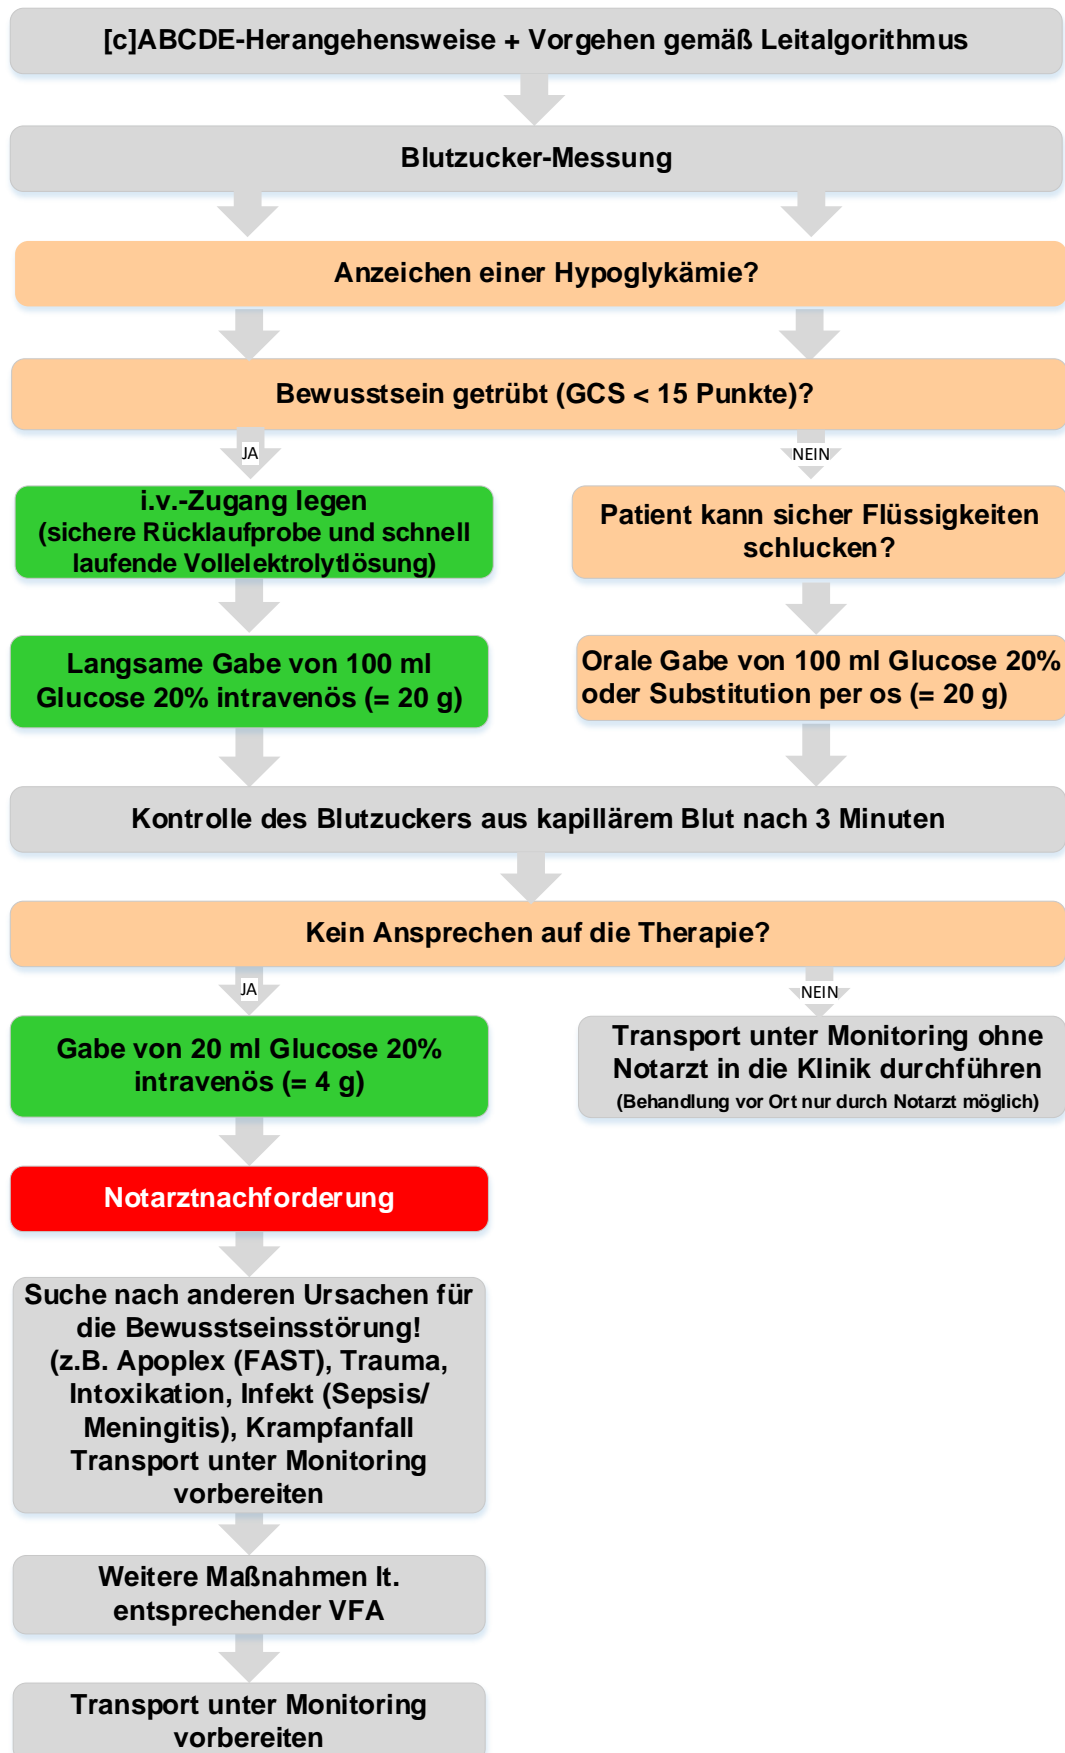 [c]ABCDE-Herangehensweise + Vorgehen gemäß Leitalgorithmus
Blutzucker-Messung
Anzeichen einer Hypoglykämie?
Bewusstsein getrübt (GCS < 15 Punkte)?
JA
NEIN
i.v.-Zugang legen
(sichere Rücklaufprobe und schnell
laufende Vollelektrolytlösung)
Patient kann sicher Flüssigkeiten
schlucken?
Langsame Gabe von 100 ml
Glucose 20% intravenös (= 20 g)
Orale Gabe von 100 ml Glucose 20%
oder Substitution per os (= 20 g)
Kontrolle des Blutzuckers aus kapillärem Blut nach 3 Minuten
Kein Ansprechen auf die Therapie?
JA
NEIN
Gabe von 20 ml Glucose 20%
intravenös (= 4 g)
Transport unter Monitoring ohne
Notarzt in die Klinik durchführen
(Behandlung vor Ort nur durch Notarzt möglich)
Notarztnachforderung
Suche nach anderen Ursachen für
die Bewusstseinsstörung!
(z.B. Apoplex (FAST), Trauma,
Intoxikation, Infekt (Sepsis/
Meningitis), Krampfanfall
Transport unter Monitoring
vorbereiten
Weitere Maßnahmen lt.
entsprechender VFA
Transport unter Monitoring
vorbereiten